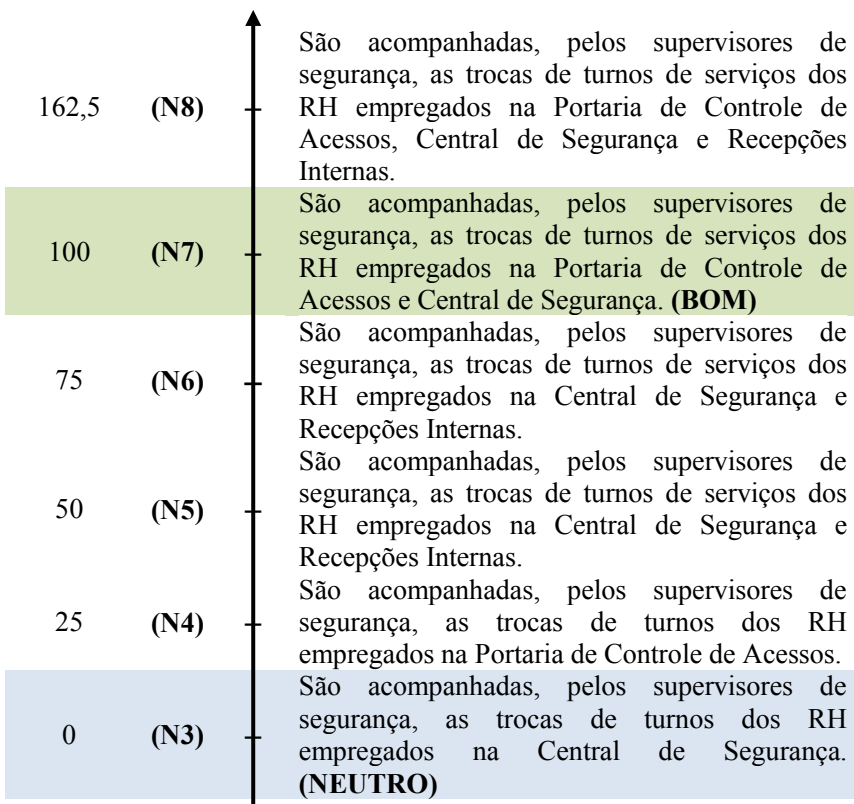 São acompanhadas, pelos supervisores de
segurança, as trocas de turnos de serviços dos
162,5 (N8) RH empregados na Portaria de Controle de
Acessos, Central de Segurança e Recepções
Internas.
São acompanhadas, pelos supervisores de
segurança, as trocas de turnos de serviços dos
100 (N7) RH empregados na Portaria de Controle de
Acessos e Central de Segurança. (BOM)
São acompanhadas, pelos supervisores de
segurança, as trocas de turnos de serviços dos
75 (N6) RH empregados na Central de Segurança e
Recepções Internas.
São acompanhadas, pelos supervisores de
segurança, as trocas de turnos de serviços dos
50 (N5) RH empregados na Central de Segurança e
Recepções Internas.
São acompanhadas, pelos supervisores de
25 (N4) segurança, as trocas de turnos dos RH
empregados na Portaria de Controle de Acessos.
São acompanhadas, pelos supervisores de
segurança, as trocas de turnos dos RH
0 (N3) empregados na Central de Segurança.
(NEUTRO)